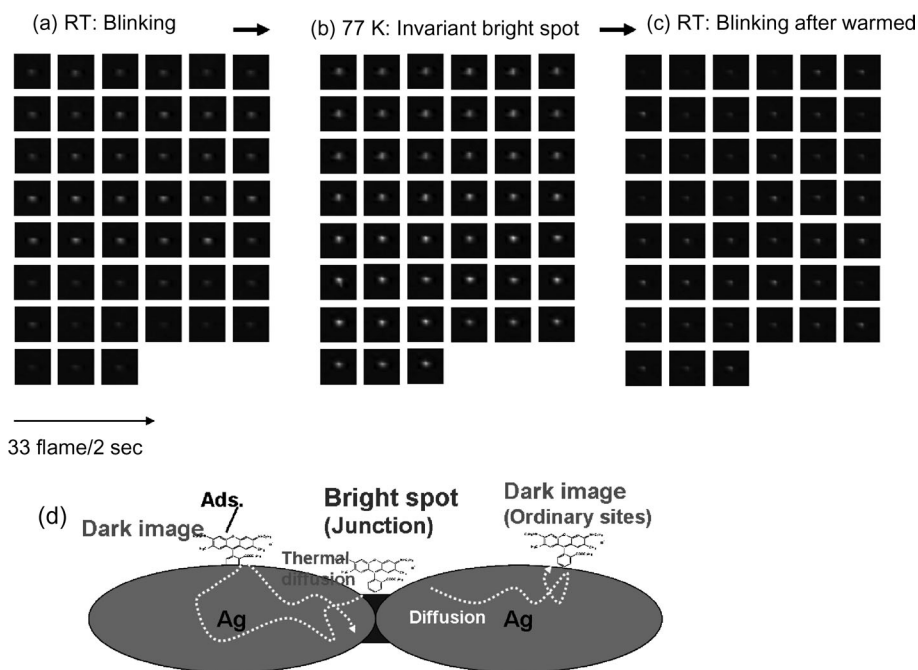 (a) RT: Blinking
(b) 77 K: Invariant bright spot
(c) RT: Blinking after warmed
33 flame/2 sec
(d)
Ads.
Dark image
Bright spot
(Junction)
Dark image
(Ordinary sites)
Thermal
diffusion
Ag
Diffusion
Ag